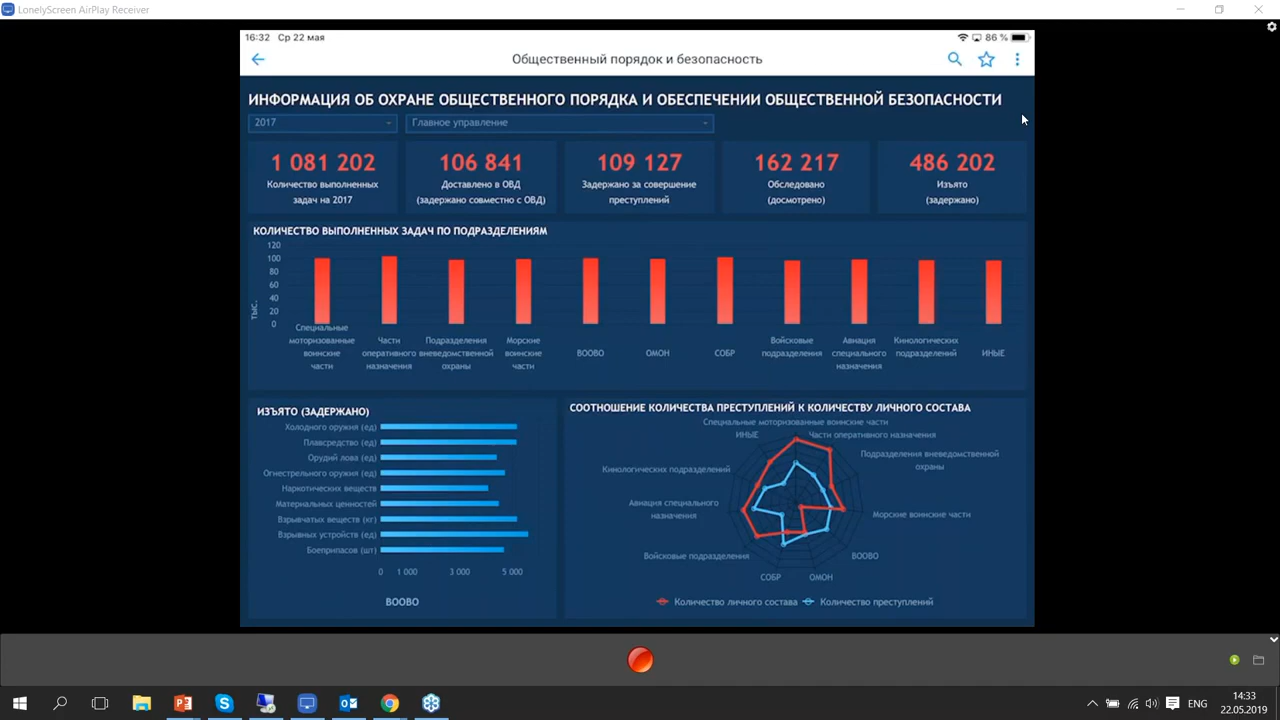 LonelyScreen AirPlay Receiver
16:32 Ср 22 мая
86 %
Общественный порядок и безопасность
ИНФОРМАЦИЯ ОБ ОХРАНЕ ОБЩЕСТВЕННОГО ПОРЯДКА И ОБЕСПЕЧЕНИИ ОБЩЕСТВЕННОЙ БЕЗОПАСНОСТИ
2017
Главное управление
1 081 202
Количество выполненных
задач на 2017
106 841
Доставлено в ОВД
(задержано совместно с ОВД)
109 127
Задержано за совершение
преступлений
162 217
Обследовано
(досмотрено)
486 202
Изъято
(задержано)
КОЛИЧЕСТВО ВЫПОЛНЕННЫХ ЗАДАЧ ПО ПОДРАЗДЕЛЕНИЯМ
тыс.
120
100
80
60
40
20
0
Специальные
моторизованные
воинские
части
Части
оперативного
назначения
Подразделения
вневедомственной
охраны
Морские
воинские
части
ВООВО
ОМОН
СОБР
Войсковые
подразделения
Авиация
специального
назначения
Кинологических
подразделений
ИНЫЕ
ИЗЪЯТО (ЗАДЕРЖАНО)
Холодного оружия (ед)
Плавсредство (ед)
Орудий лова (ед)
Огнестрельного оружия (ед)
Наркотических веществ
Материальных ценностей
Взрывчатых веществ (кг)
Взрывных устройств (ед)
Боеприпасов (шт)
0 1 000 3 000 5 000
ВООВО
СООТНОШЕНИЕ КОЛИЧЕСТВА ПРЕСТУПЛЕНИЙ К КОЛИЧЕСТВУ ЛИЧНОГО СОСТАВА
Специальные моторизованные воинские части
ИНЫЕ
Части оперативного назначения
Подразделения вневедомственной
охраны
Кинологических подразделений
Авиация специального
назначения
Морские воинские части
Войсковые подразделения
ВООВО
СОБР
ОМОН
Количество личного состава
Количество преступлений
ENG
14:33
22.05.2019